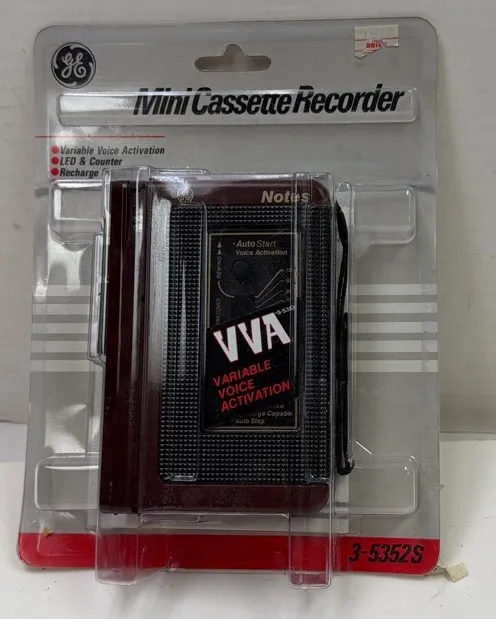 GE
Mini Cassette Recorder
Variable Voice Activation
LED & Counter
Recharge
Notes
Auto Start
Voice Activation
REWIND
RECORD
VVA
VARIABLE
VOICE
ACTIVATION
Auto Stop
3-5352S